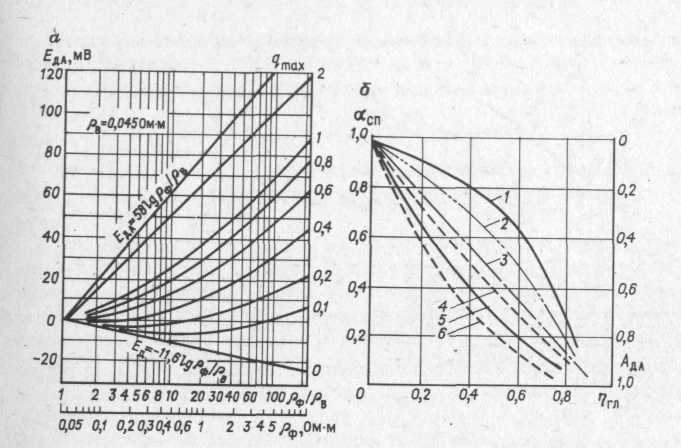 а
E_ДА, мВ
120
100
80
60
40
20
0
-20
q_max
2
1
0,8
0,6
0,4
0,2
0,1
0
ρ_В=0,045 Ом·м
E_ДА=58 lg ρ_Ф/ρ_В
E_Д=-11,6 lg ρ_Ф/ρ_В
1 2 3 4 5 6 8 10 20 30 40 60 100 ρ_Ф/ρ_В
0,05 0,1 0,2 0,3 0,4 0,6 1 2 3 4 5 ρ_Ф, Ом·м
б
α_СП
1,0
0,8
0,6
0,4
0,2
0
0,2
0,4
0,6
0,8
A_ДА
1,0
1
2
3
4
5
6
0 0,2 0,4 0,6 0,8 η_ГЛ